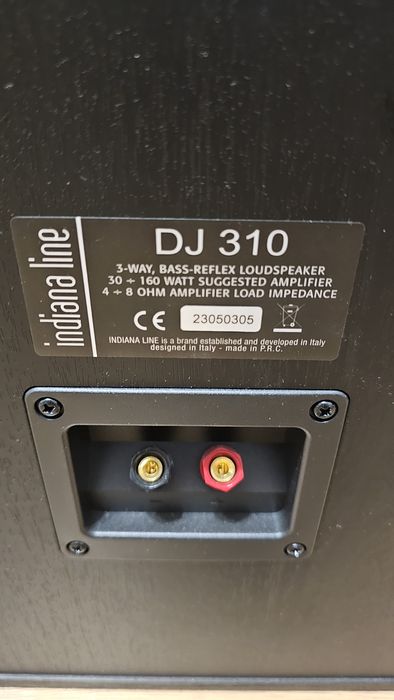 indiana line
DJ 310
3-WAY, BASS-REFLEX LOUDSPEAKER
30 ÷ 160 WATT SUGGESTED AMPLIFIER
4 ÷ 8 OHM AMPLIFIER LOAD IMPEDANCE
CE 23050305
INDIANA LINE is a brand established and developed in Italy
designed in Italy - made in P.R.C.